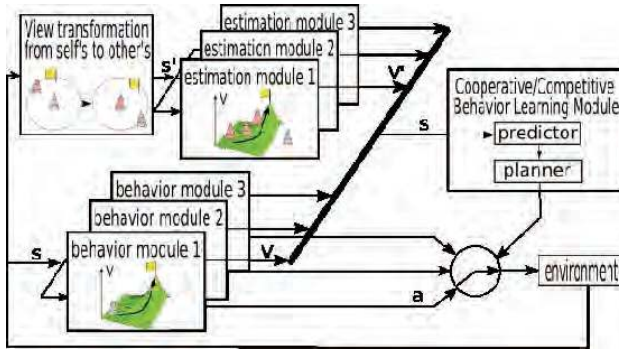 View transformation
from self's to other's
s'
estimation module 3
estimation module 2
estimation module 1
V
V'
s
Cooperative/Competitive
Behavior Learning Module
predictor
planner
behavior module 3
behavior module 2
behavior module 1
s
V
V
a
environment